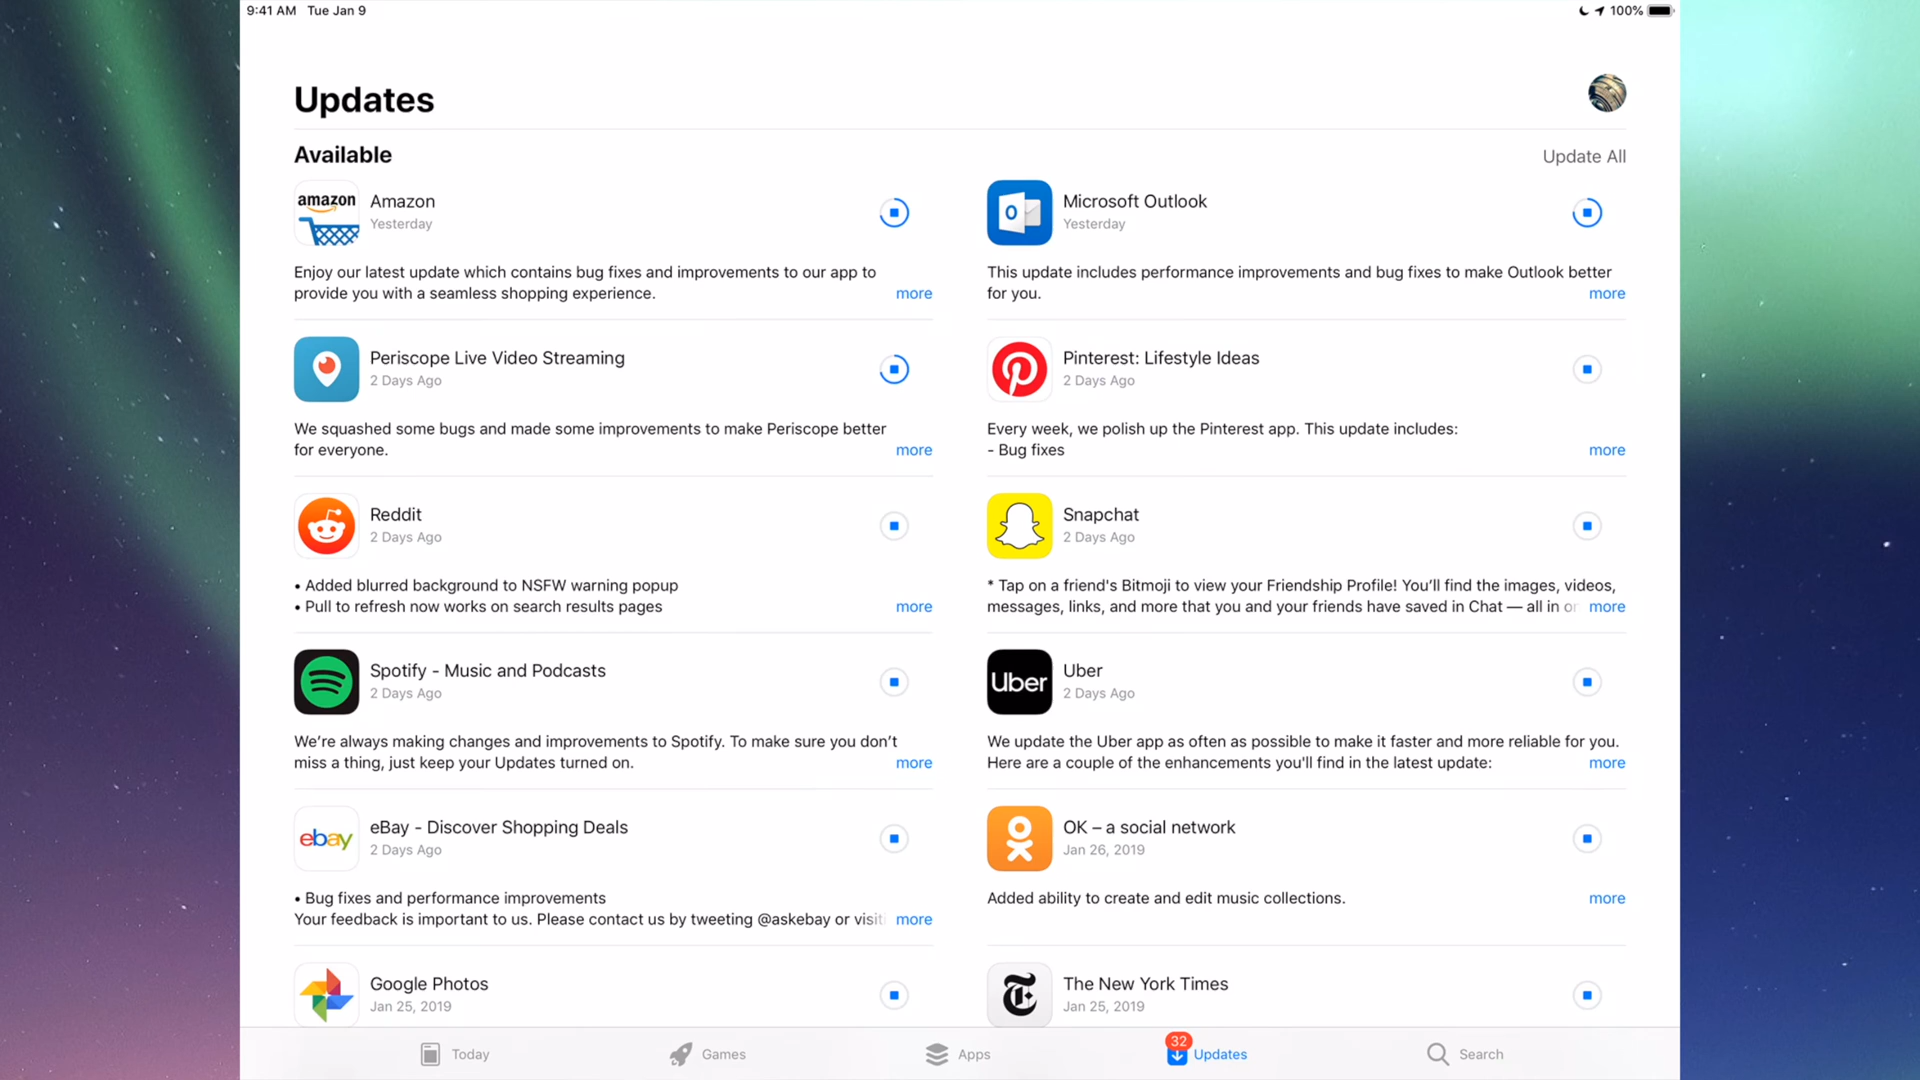 9:41 AM Tue Jan 9
100%
Updates
Available
Update All
amazon
Amazon
Yesterday
Enjoy our latest update which contains bug fixes and improvements to our app to
provide you with a seamless shopping experience.
more
O
Microsoft Outlook
Yesterday
This update includes performance improvements and bug fixes to make Outlook better
for you.
more
Periscope Live Video Streaming
2 Days Ago
We squashed some bugs and made some improvements to make Periscope better
for everyone.
more
Pinterest: Lifestyle Ideas
2 Days Ago
Every week, we polish up the Pinterest app. This update includes:
- Bug fixes
more
Reddit
2 Days Ago
• Added blurred background to NSFW warning popup
• Pull to refresh now works on search results pages
more
Snapchat
2 Days Ago
* Tap on a friend's Bitmoji to view your Friendship Profile! You’ll find the images, videos,
messages, links, and more that you and your friends have saved in Chat — all in or
more
Spotify - Music and Podcasts
2 Days Ago
We’re always making changes and improvements to Spotify. To make sure you don’t
miss a thing, just keep your Updates turned on.
more
Uber
Uber
2 Days Ago
We update the Uber app as often as possible to make it faster and more reliable for you.
Here are a couple of the enhancements you'll find in the latest update:
more
ebay
eBay - Discover Shopping Deals
2 Days Ago
• Bug fixes and performance improvements
Your feedback is important to us. Please contact us by tweeting @askebay or visiti
more
OK – a social network
Jan 26, 2019
Added ability to create and edit music collections.
more
Google Photos
Jan 25, 2019
The New York Times
Jan 25, 2019
Today
Games
Apps
32
Updates
Search